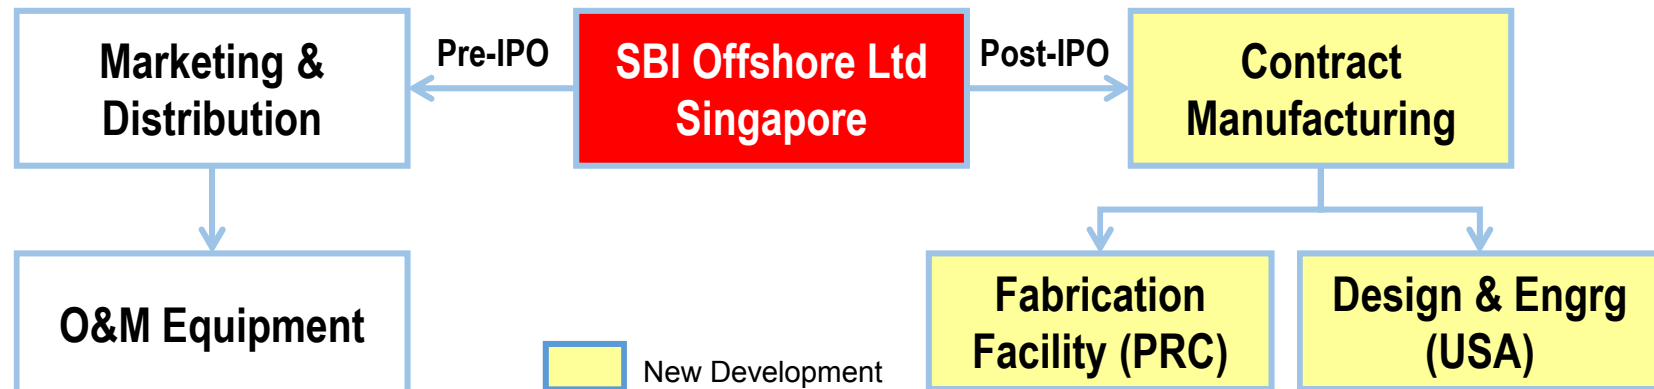 Marketing &
Distribution
Pre-IPO
SBI Offshore Ltd
Singapore
Post-IPO
Contract
Manufacturing
O&M Equipment
New Development
Fabrication
Facility (PRC)
Design & Engrg
(USA)